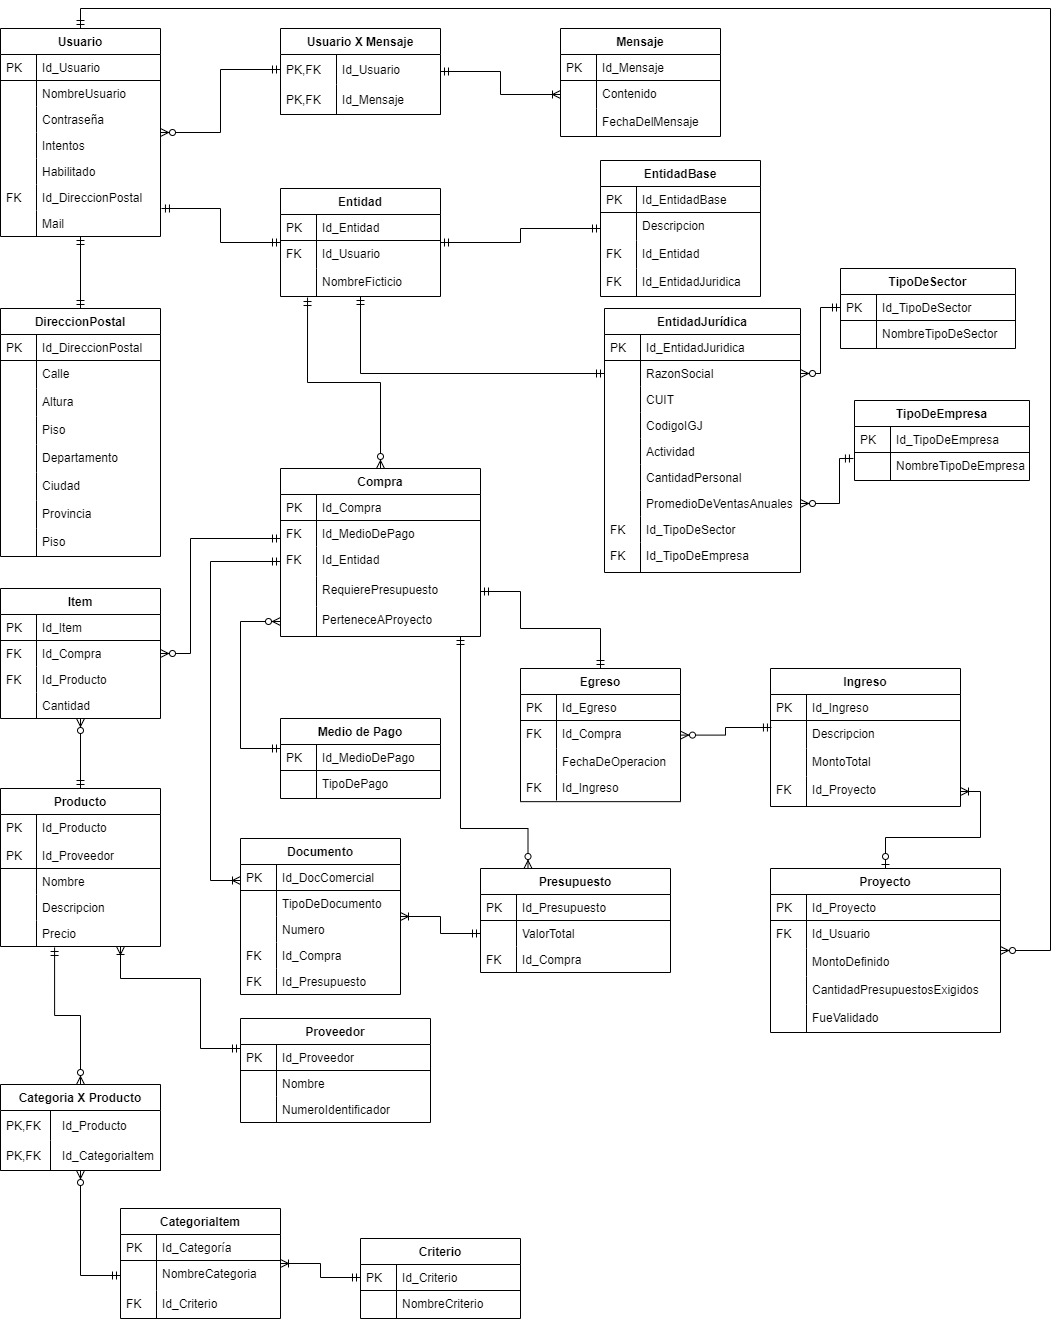 Usuario
PK Id_Usuario
NombreUsuario
Contraseña
Intentos
Habilitado
FK Id_DireccionPostal
Mail
Usuario X Mensaje
PK,FK Id_Usuario
PK,FK Id_Mensaje
Mensaje
PK Id_Mensaje
Contenido
FechaDelMensaje
Entidad
PK Id_Entidad
FK Id_Usuario
NombreFicticio
EntidadBase
PK Id_EntidadBase
Descripcion
FK Id_Entidad
FK Id_EntidadJuridica
DireccionPostal
PK Id_DireccionPostal
Calle
Altura
Piso
Departamento
Ciudad
Provincia
Piso
EntidadJurídica
PK Id_EntidadJuridica
RazonSocial
CUIT
CodigoIGJ
Actividad
CantidadPersonal
PromedioDeVentasAnuales
FK Id_TipoDeSector
FK Id_TipoDeEmpresa
TipoDeSector
PK Id_TipoDeSector
NombreTipoDeSector
TipoDeEmpresa
PK Id_TipoDeEmpresa
NombreTipoDeEmpresa
Compra
PK Id_Compra
FK Id_MedioDePago
FK Id_Entidad
RequierePresupuesto
PerteneceAProyecto
Item
PK Id_Item
FK Id_Compra
FK Id_Producto
Cantidad
Medio de Pago
PK Id_MedioDePago
TipoDePago
Egreso
PK Id_Egreso
FK Id_Compra
FechaDeOperacion
FK Id_Ingreso
Ingreso
PK Id_Ingreso
Descripcion
MontoTotal
FK Id_Proyecto
Producto
PK Id_Producto
PK Id_Proveedor
Nombre
Descripcion
Precio
Documento
PK Id_DocComercial
TipoDeDocumento
Numero
FK Id_Compra
FK Id_Presupuesto
Presupuesto
PK Id_Presupuesto
ValorTotal
FK Id_Compra
Proyecto
PK Id_Proyecto
FK Id_Usuario
MontoDefinido
CantidadPresupuestosExigidos
FueValidado
Proveedor
PK Id_Proveedor
Nombre
NumeroIdentificador
Categoria X Producto
PK,FK Id_Producto
PK,FK Id_CategoriaItem
CategoriaItem
PK Id_Categoría
NombreCategoria
FK Id_Criterio
Criterio
PK Id_Criterio
NombreCriterio